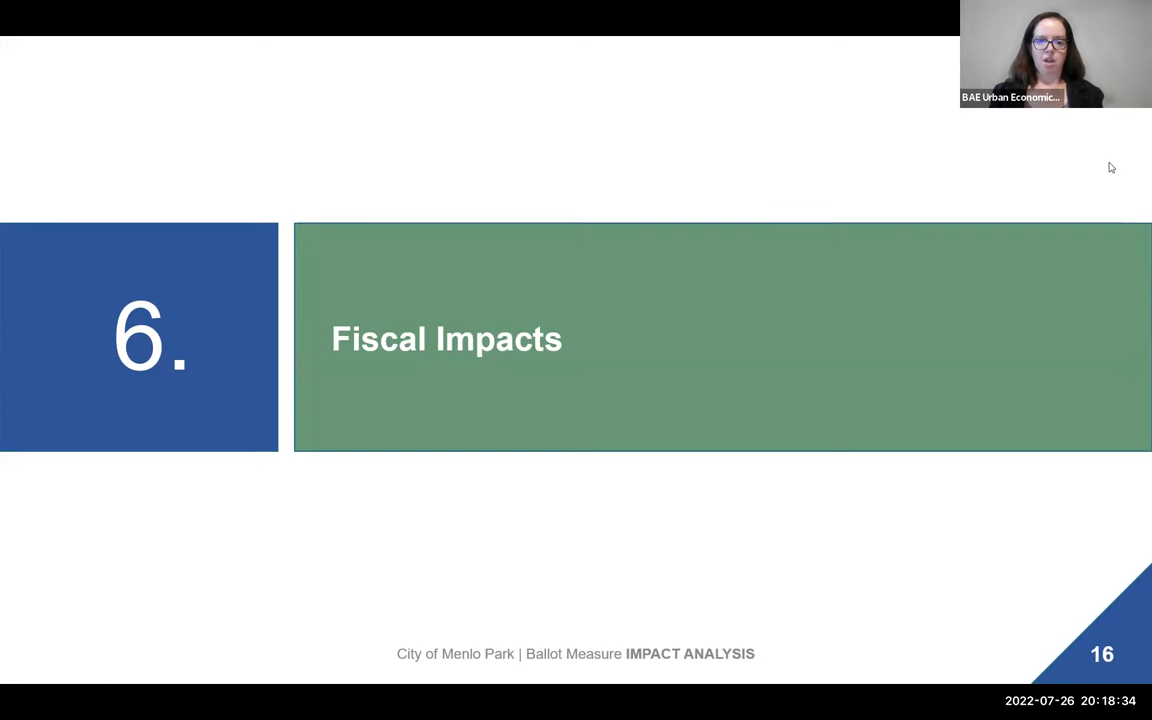 BAE Urban Economic...
6.
Fiscal Impacts
City of Menlo Park | Ballot Measure IMPACT ANALYSIS
16
2022-07-26 20:18:34